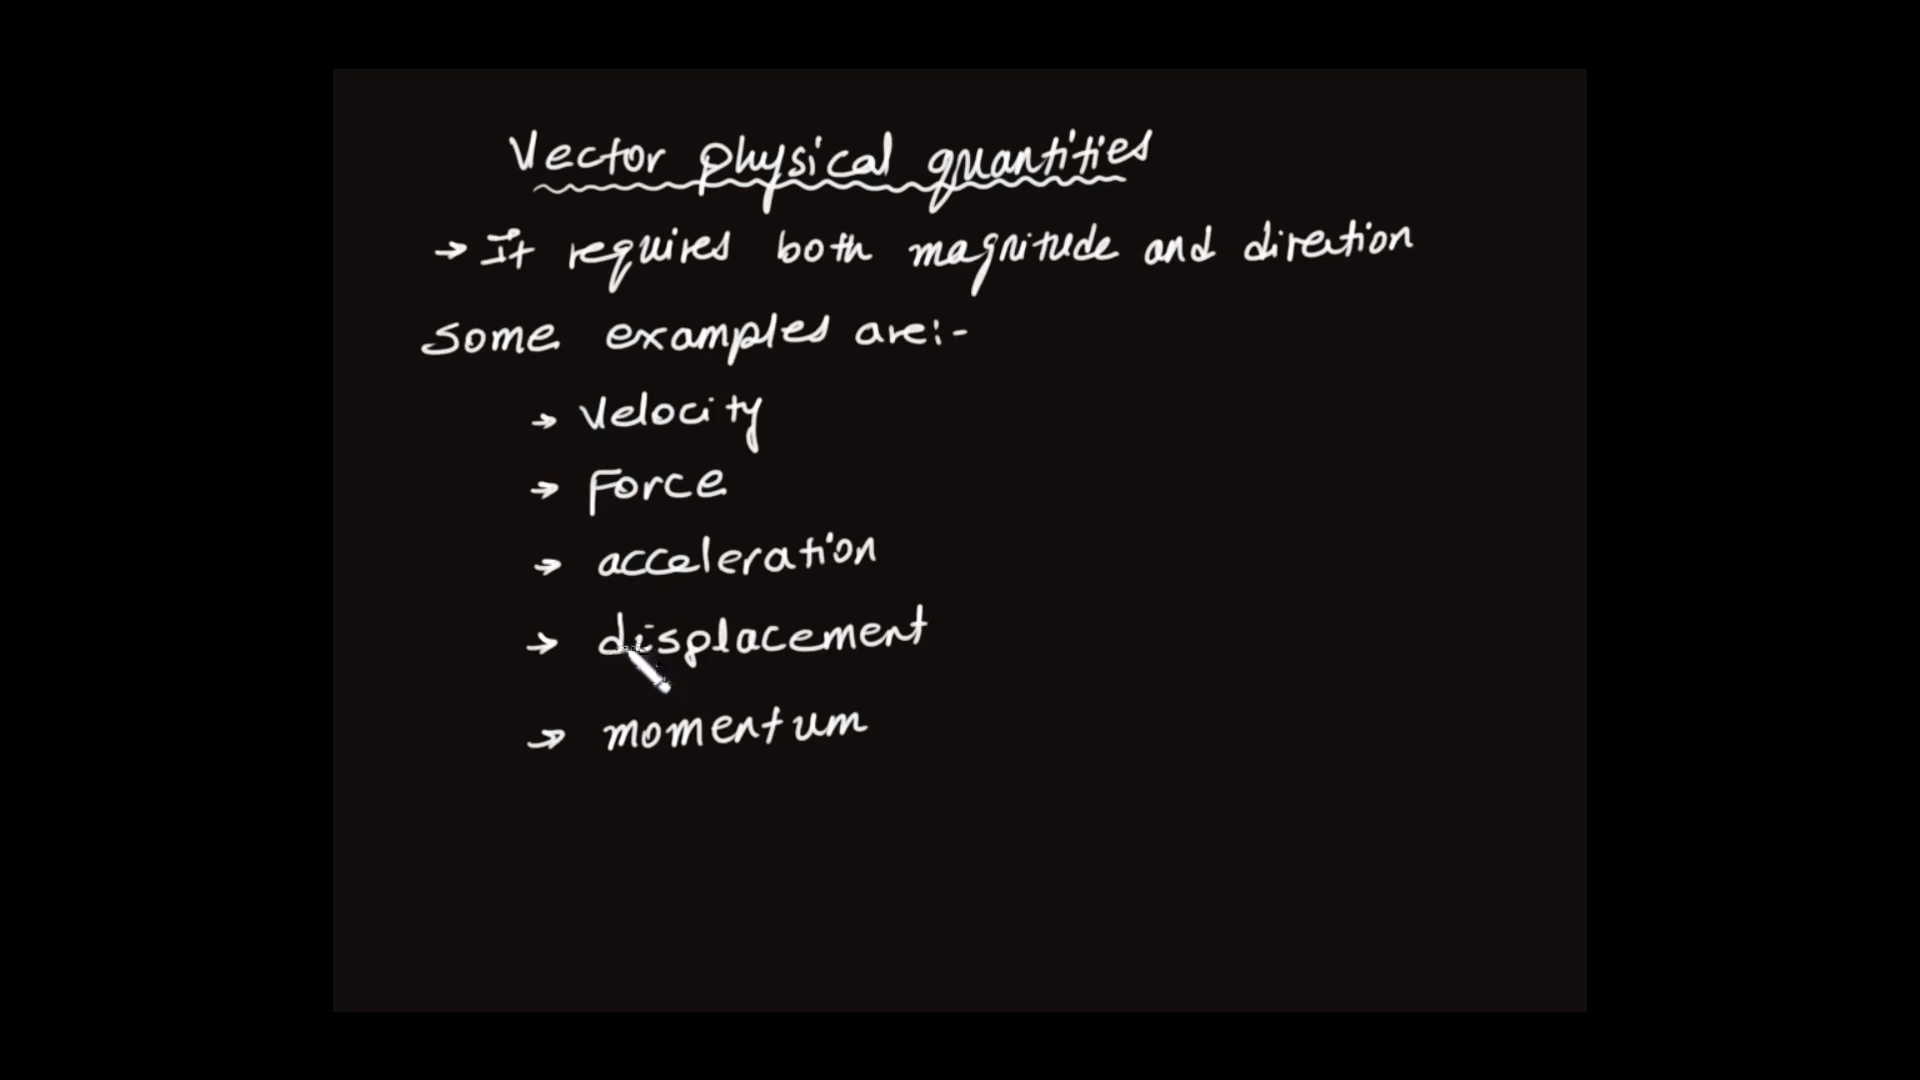 Vector physical quantities
→ It requires both magnitude and direction
Some examples are:-
→ Velocity
→ Force
→ acceleration
→ displacement
→ momentum